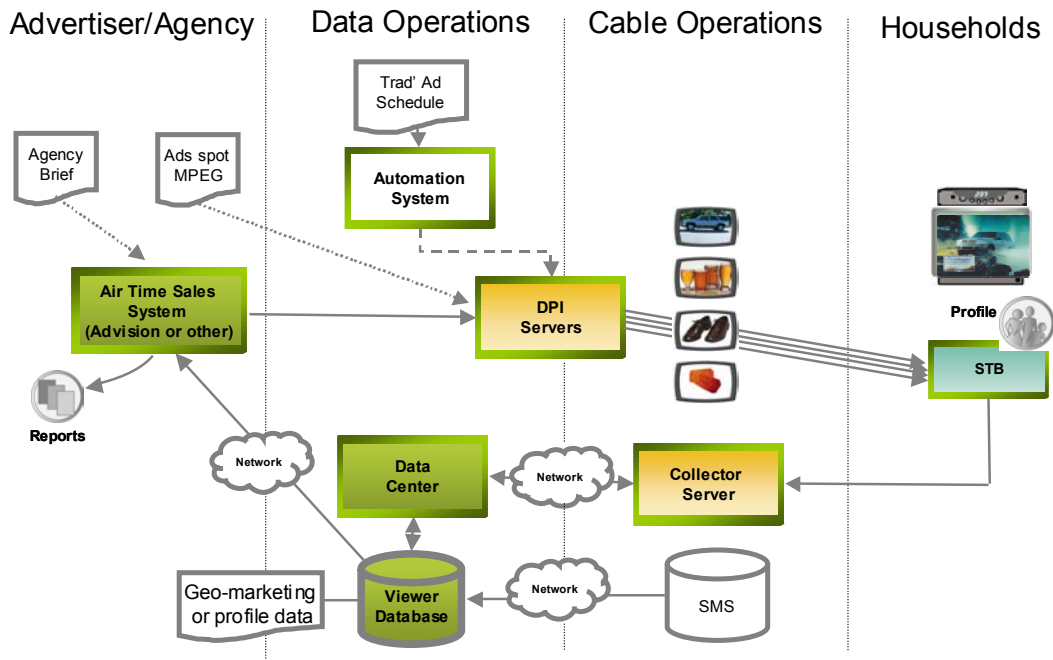 Advertiser/Agency
Data Operations
Cable Operations
Households
Trad' Ad
Schedule
Agency
Brief
Ads spot
MPEG
Automation
System
Air Time Sales
System
(Advision or other)
DPI
Servers
Profile
STB
Reports
Network
Data
Center
Network
Collector
Server
Geo-marketing
or profile data
Viewer
Database
Network
SMS